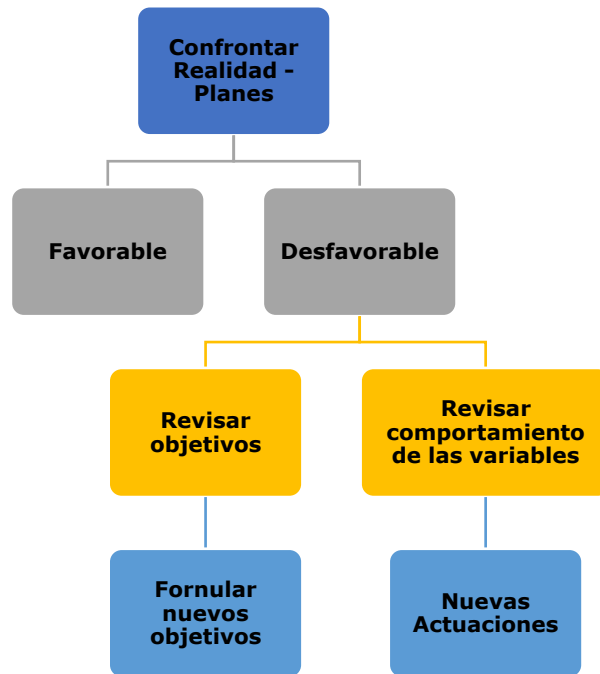 Confrontar
Realidad -
Planes
Favorable
Desfavorable
Revisar
objetivos
Revisar
comportamiento
de las variables
Fornular
nuevos
objetivos
Nuevas
Actuaciones